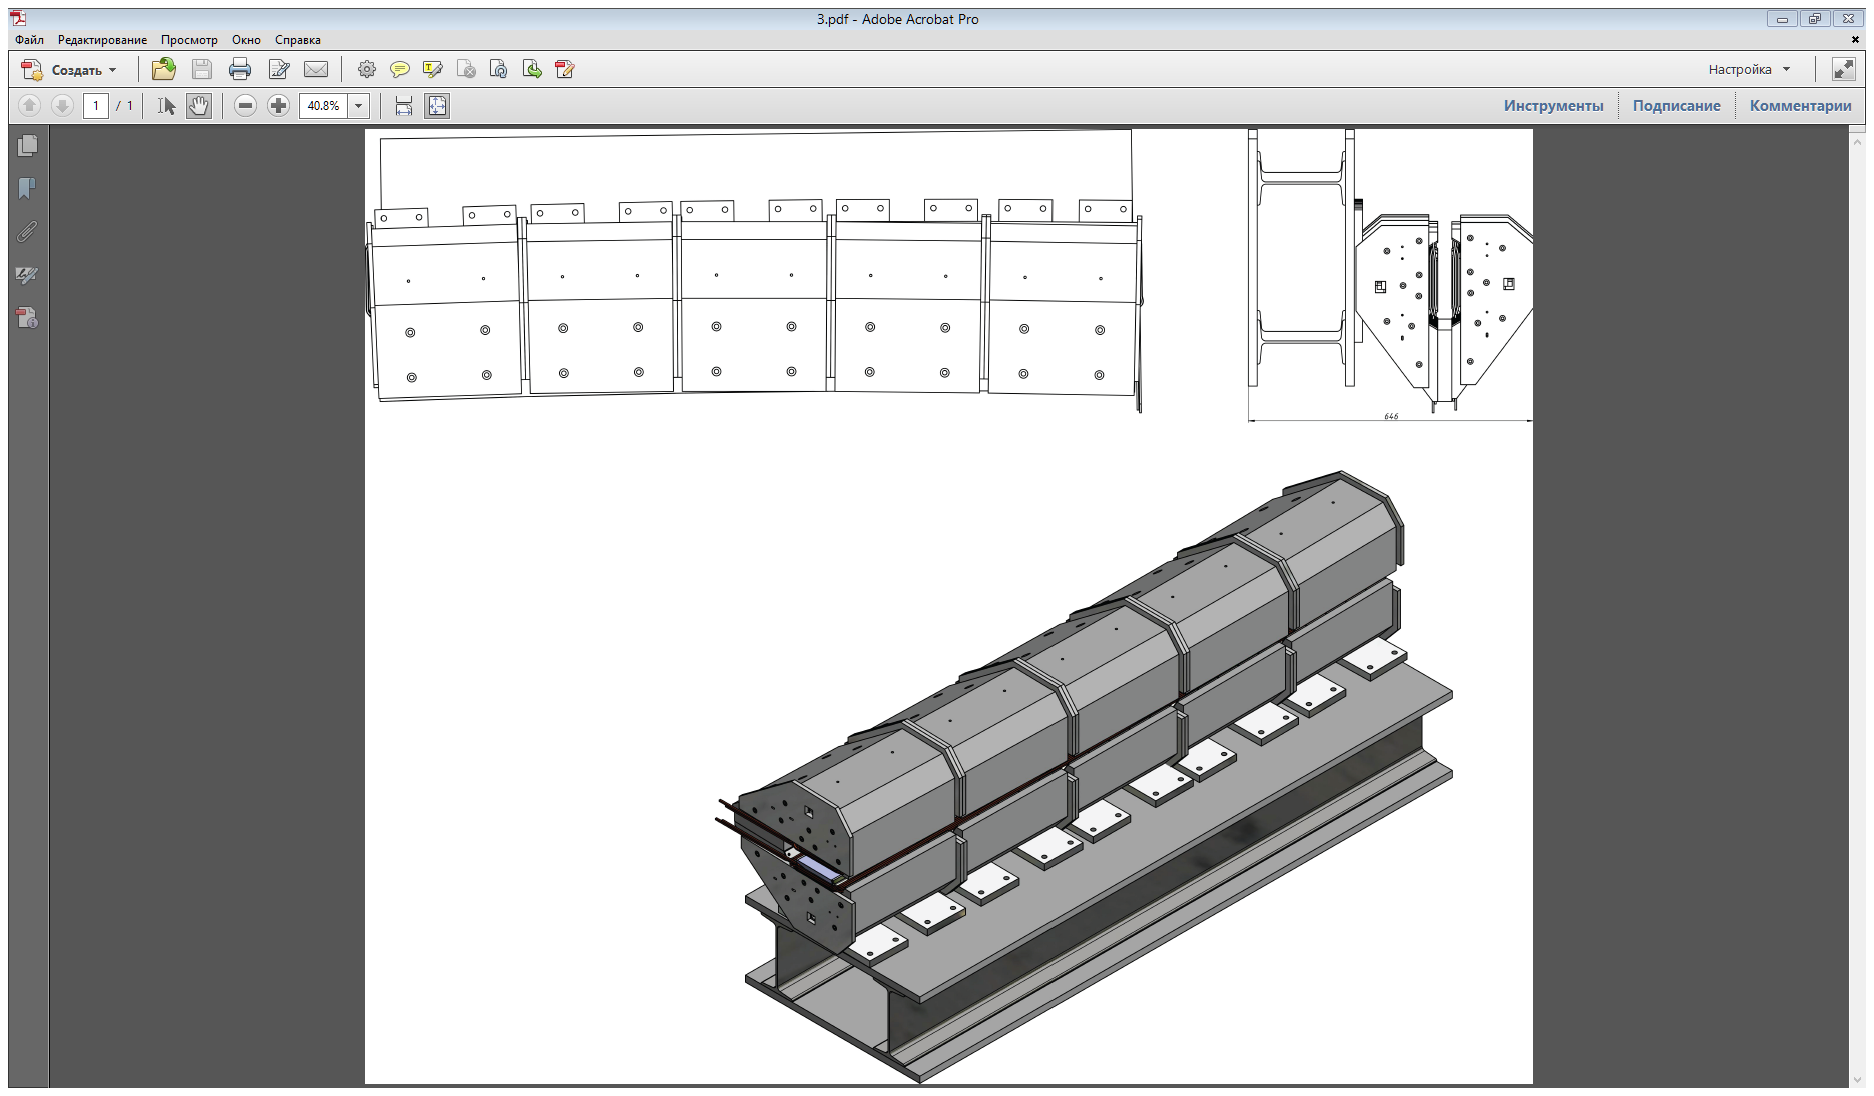 3.pdf - Adobe Acrobat Pro
Файл Редактирование Просмотр Окно Справка
Создать
Настройка
1 / 1
40.8%
Инструменты Подписание Комментарии
646